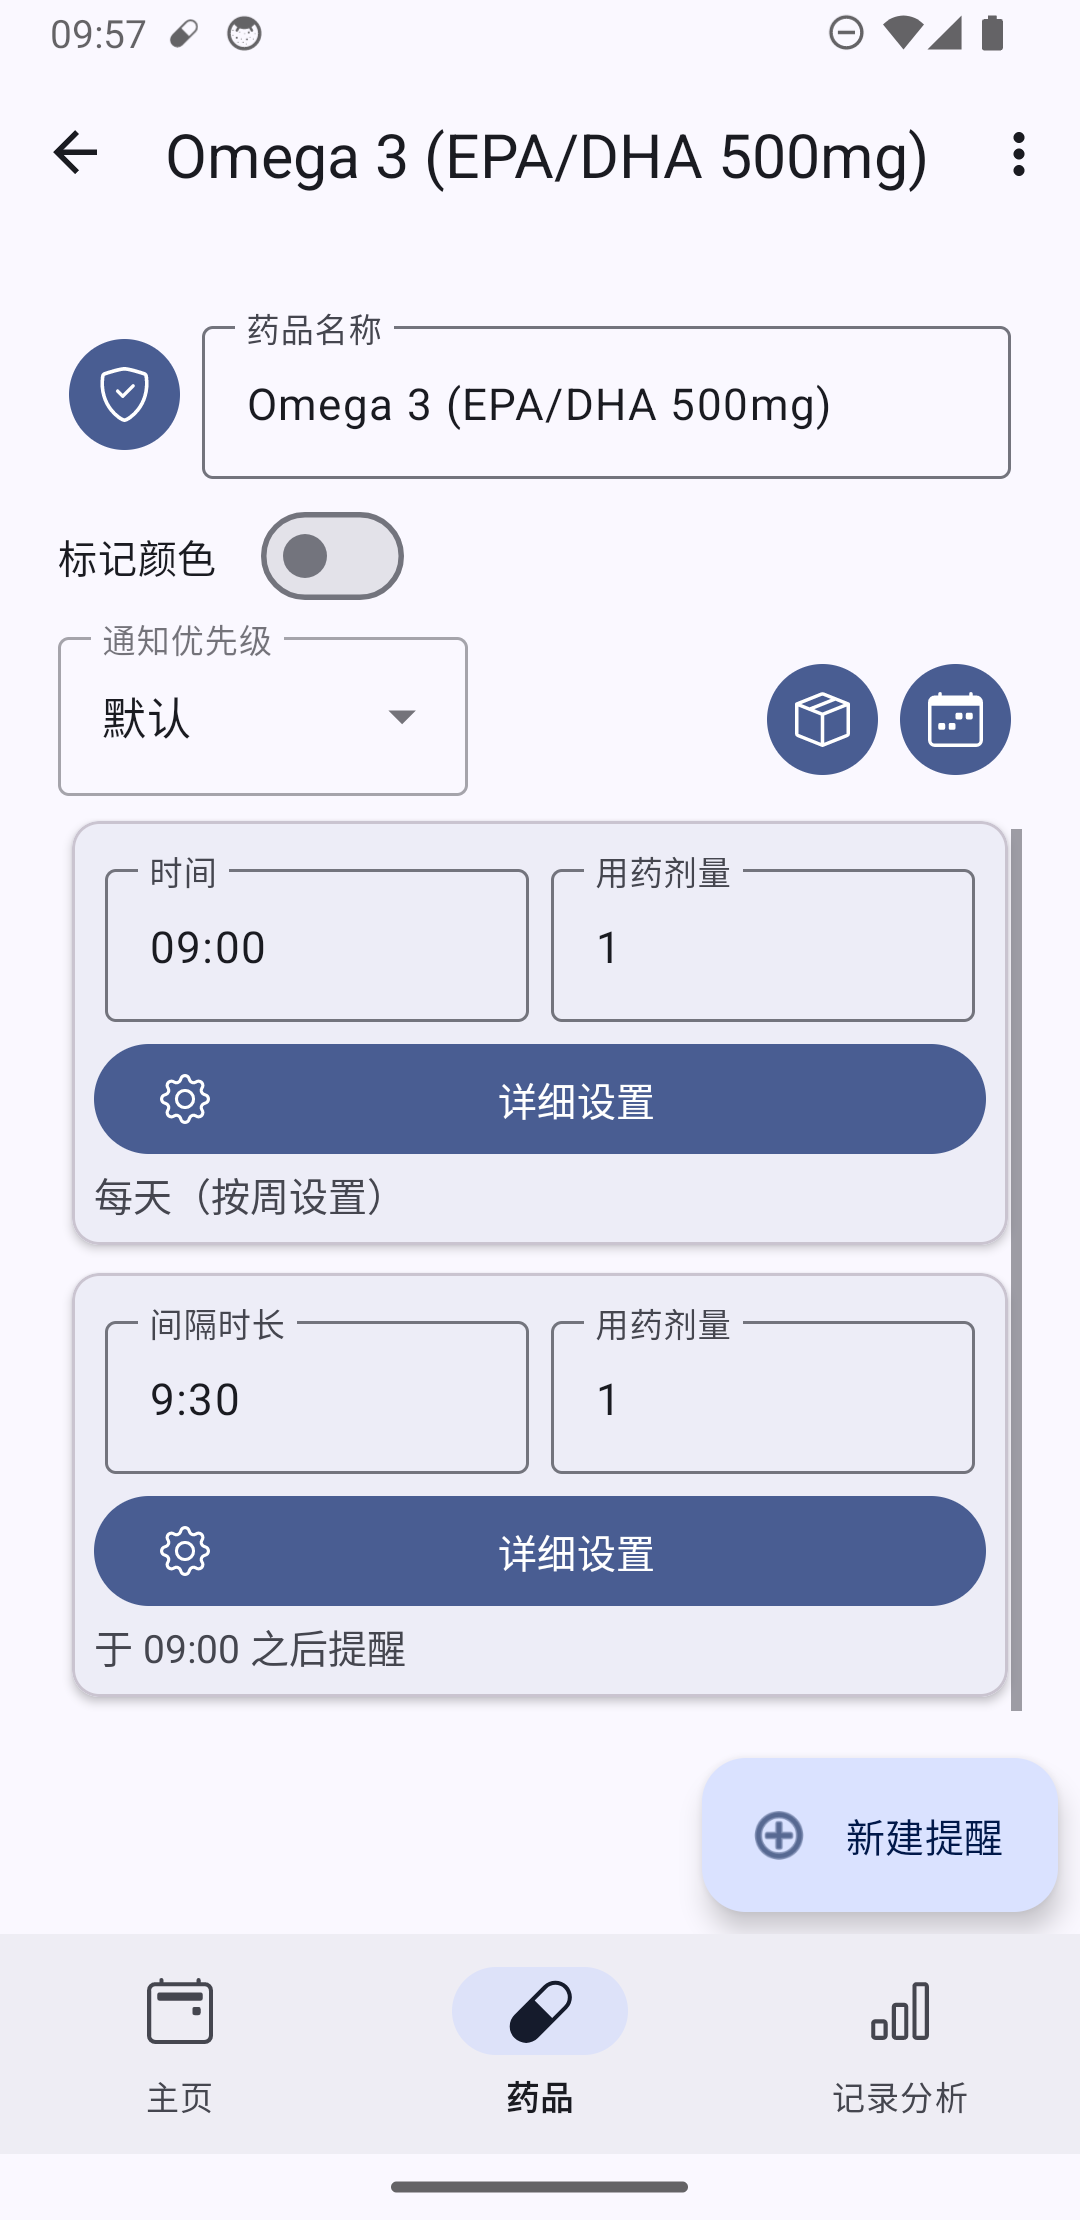 09:57
Omega 3 (EPA/DHA 500mg)
药品名称
Omega 3 (EPA/DHA 500mg)
标记颜色
通知优先级
默认
时间
09:00
用药剂量
1
详细设置
每天（按周设置）
间隔时长
9:30
用药剂量
1
详细设置
于 09:00 之后提醒
新建提醒
主页
药品
记录分析